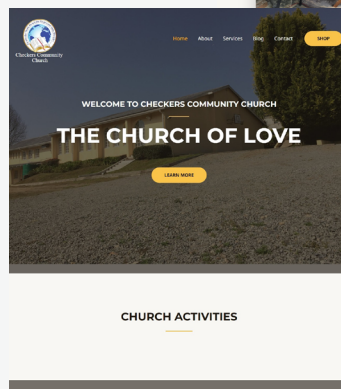 Checkers Community
Church
Home About Services Blog Contact SHOP
WELCOME TO CHECKERS COMMUNITY CHURCH
THE CHURCH OF LOVE
LEARN MORE
CHURCH ACTIVITIES